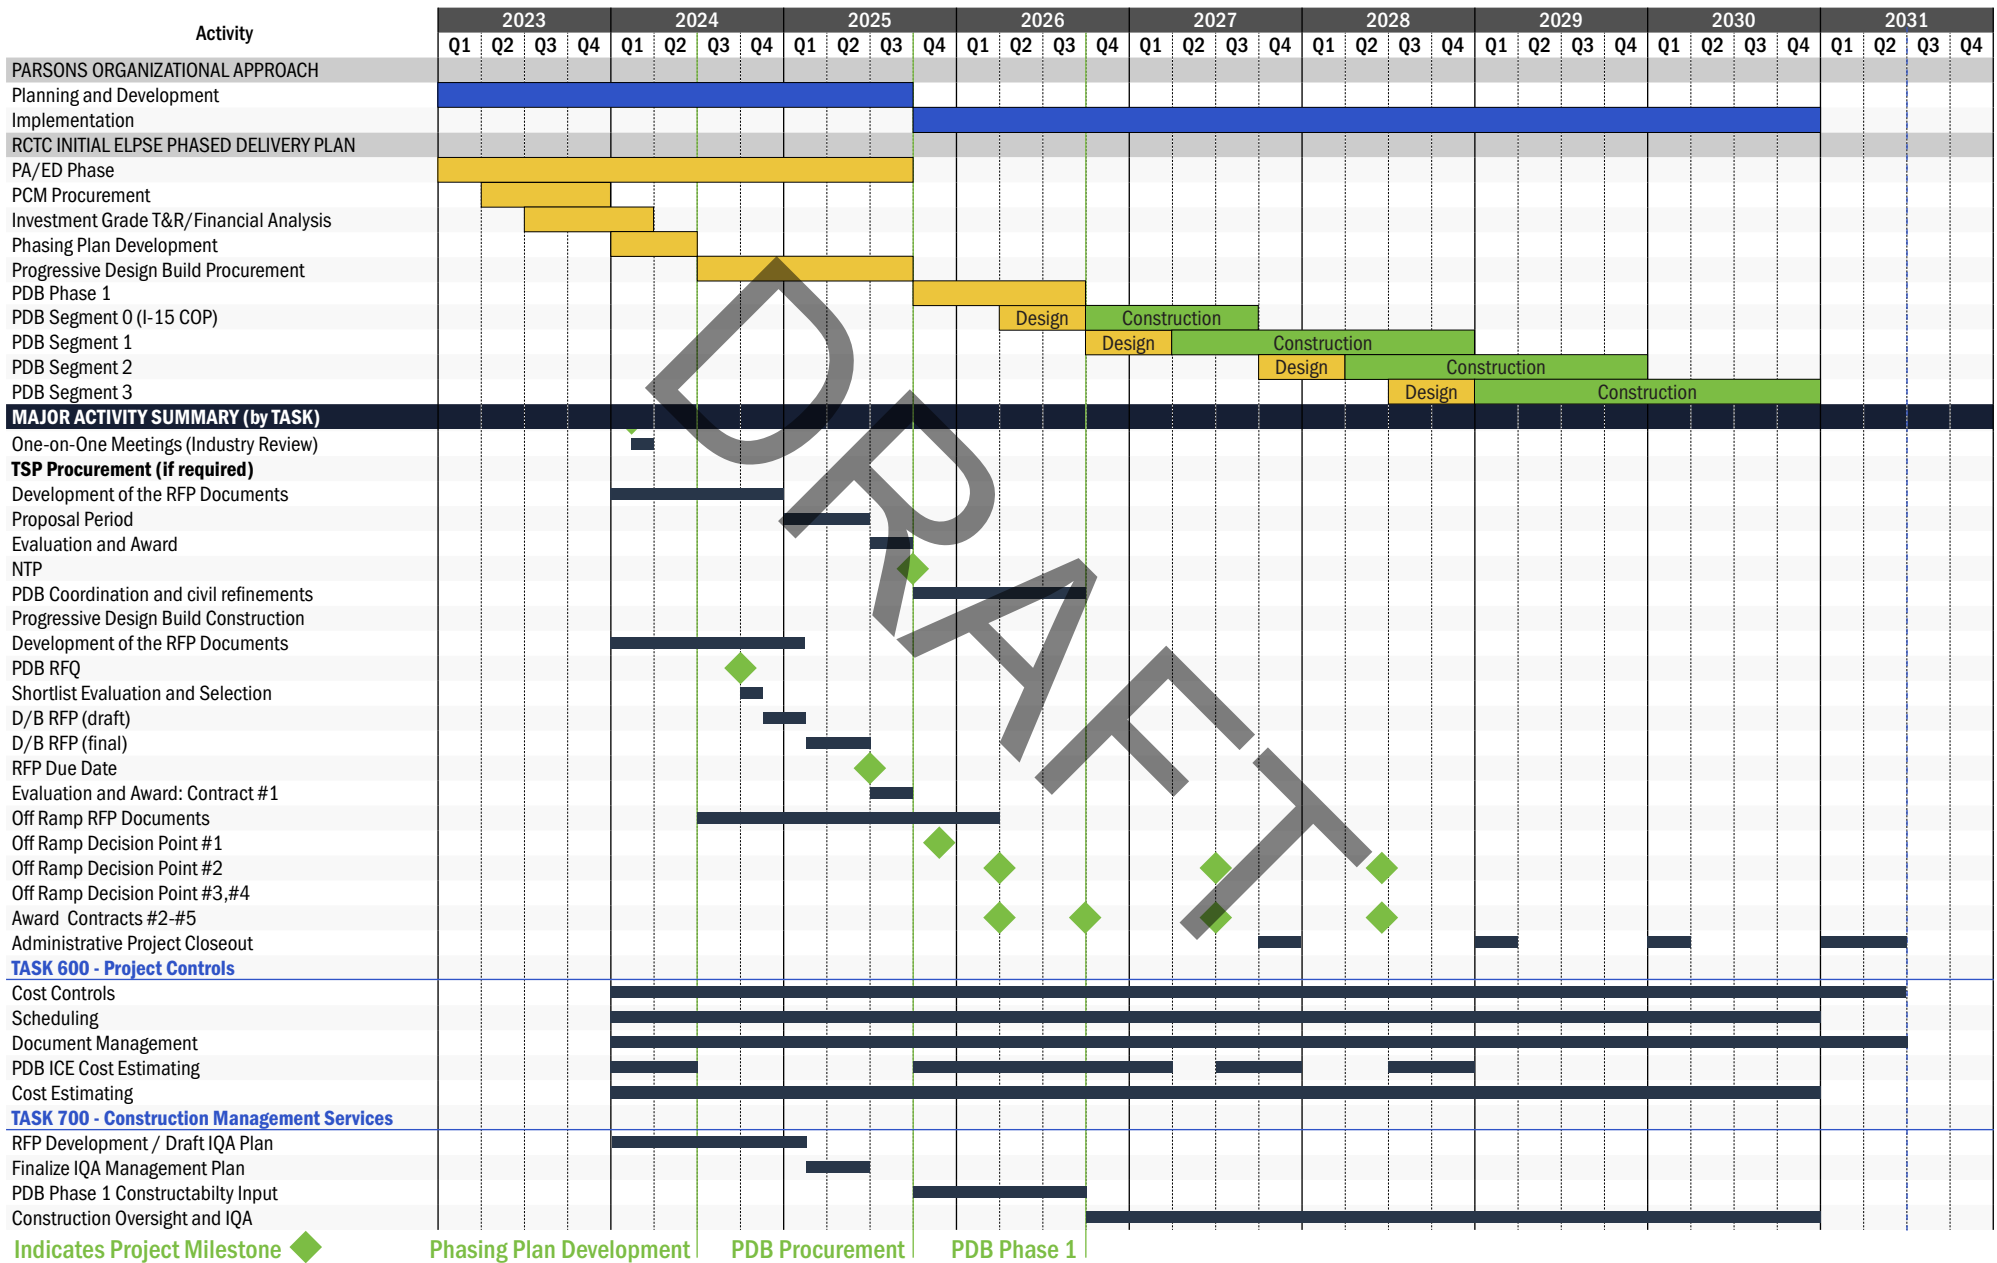 Activity
2023 2024 2025 2026 2027 2028 2029 2030 2031
Q1 Q2 Q3 Q4 Q1 Q2 Q3 Q4 Q1 Q2 Q3 Q4 Q1 Q2 Q3 Q4 Q1 Q2 Q3 Q4 Q1 Q2 Q3 Q4 Q1 Q2 Q3 Q4 Q1 Q2 Q3 Q4 Q1 Q2 Q3 Q4
PARSONS ORGANIZATIONAL APPROACH
Planning and Development
Implementation
RCTC INITIAL ELPSE PHASED DELIVERY PLAN
PA/ED Phase
PCM Procurement
Investment Grade T&R/Financial Analysis
Phasing Plan Development
Progressive Design Build Procurement
PDB Phase 1
PDB Segment 0 (I-15 COP) Design Construction
PDB Segment 1 Design Construction
PDB Segment 2 Design Construction
PDB Segment 3 Design Construction
MAJOR ACTIVITY SUMMARY (by TASK)
One-on-One Meetings (Industry Review)
TSP Procurement (if required)
Development of the RFP Documents
Proposal Period
Evaluation and Award
NTP
PDB Coordination and civil refinements
Progressive Design Build Construction
Development of the RFP Documents
PDB RFQ
Shortlist Evaluation and Selection
D/B RFP (draft)
D/B RFP (final)
RFP Due Date
Evaluation and Award: Contract #1
Off Ramp RFP Documents
Off Ramp Decision Point #1
Off Ramp Decision Point #2
Off Ramp Decision Point #3,#4
Award Contracts #2-#5
Administrative Project Closeout
TASK 600 - Project Controls
Cost Controls
Scheduling
Document Management
PDB ICE Cost Estimating
Cost Estimating
TASK 700 - Construction Management Services
RFP Development / Draft IQA Plan
Finalize IQA Management Plan
PDB Phase 1 Constructabilty Input
Construction Oversight and IQA
Indicates Project Milestone Phasing Plan Development PDB Procurement PDB Phase 1
DRAFT